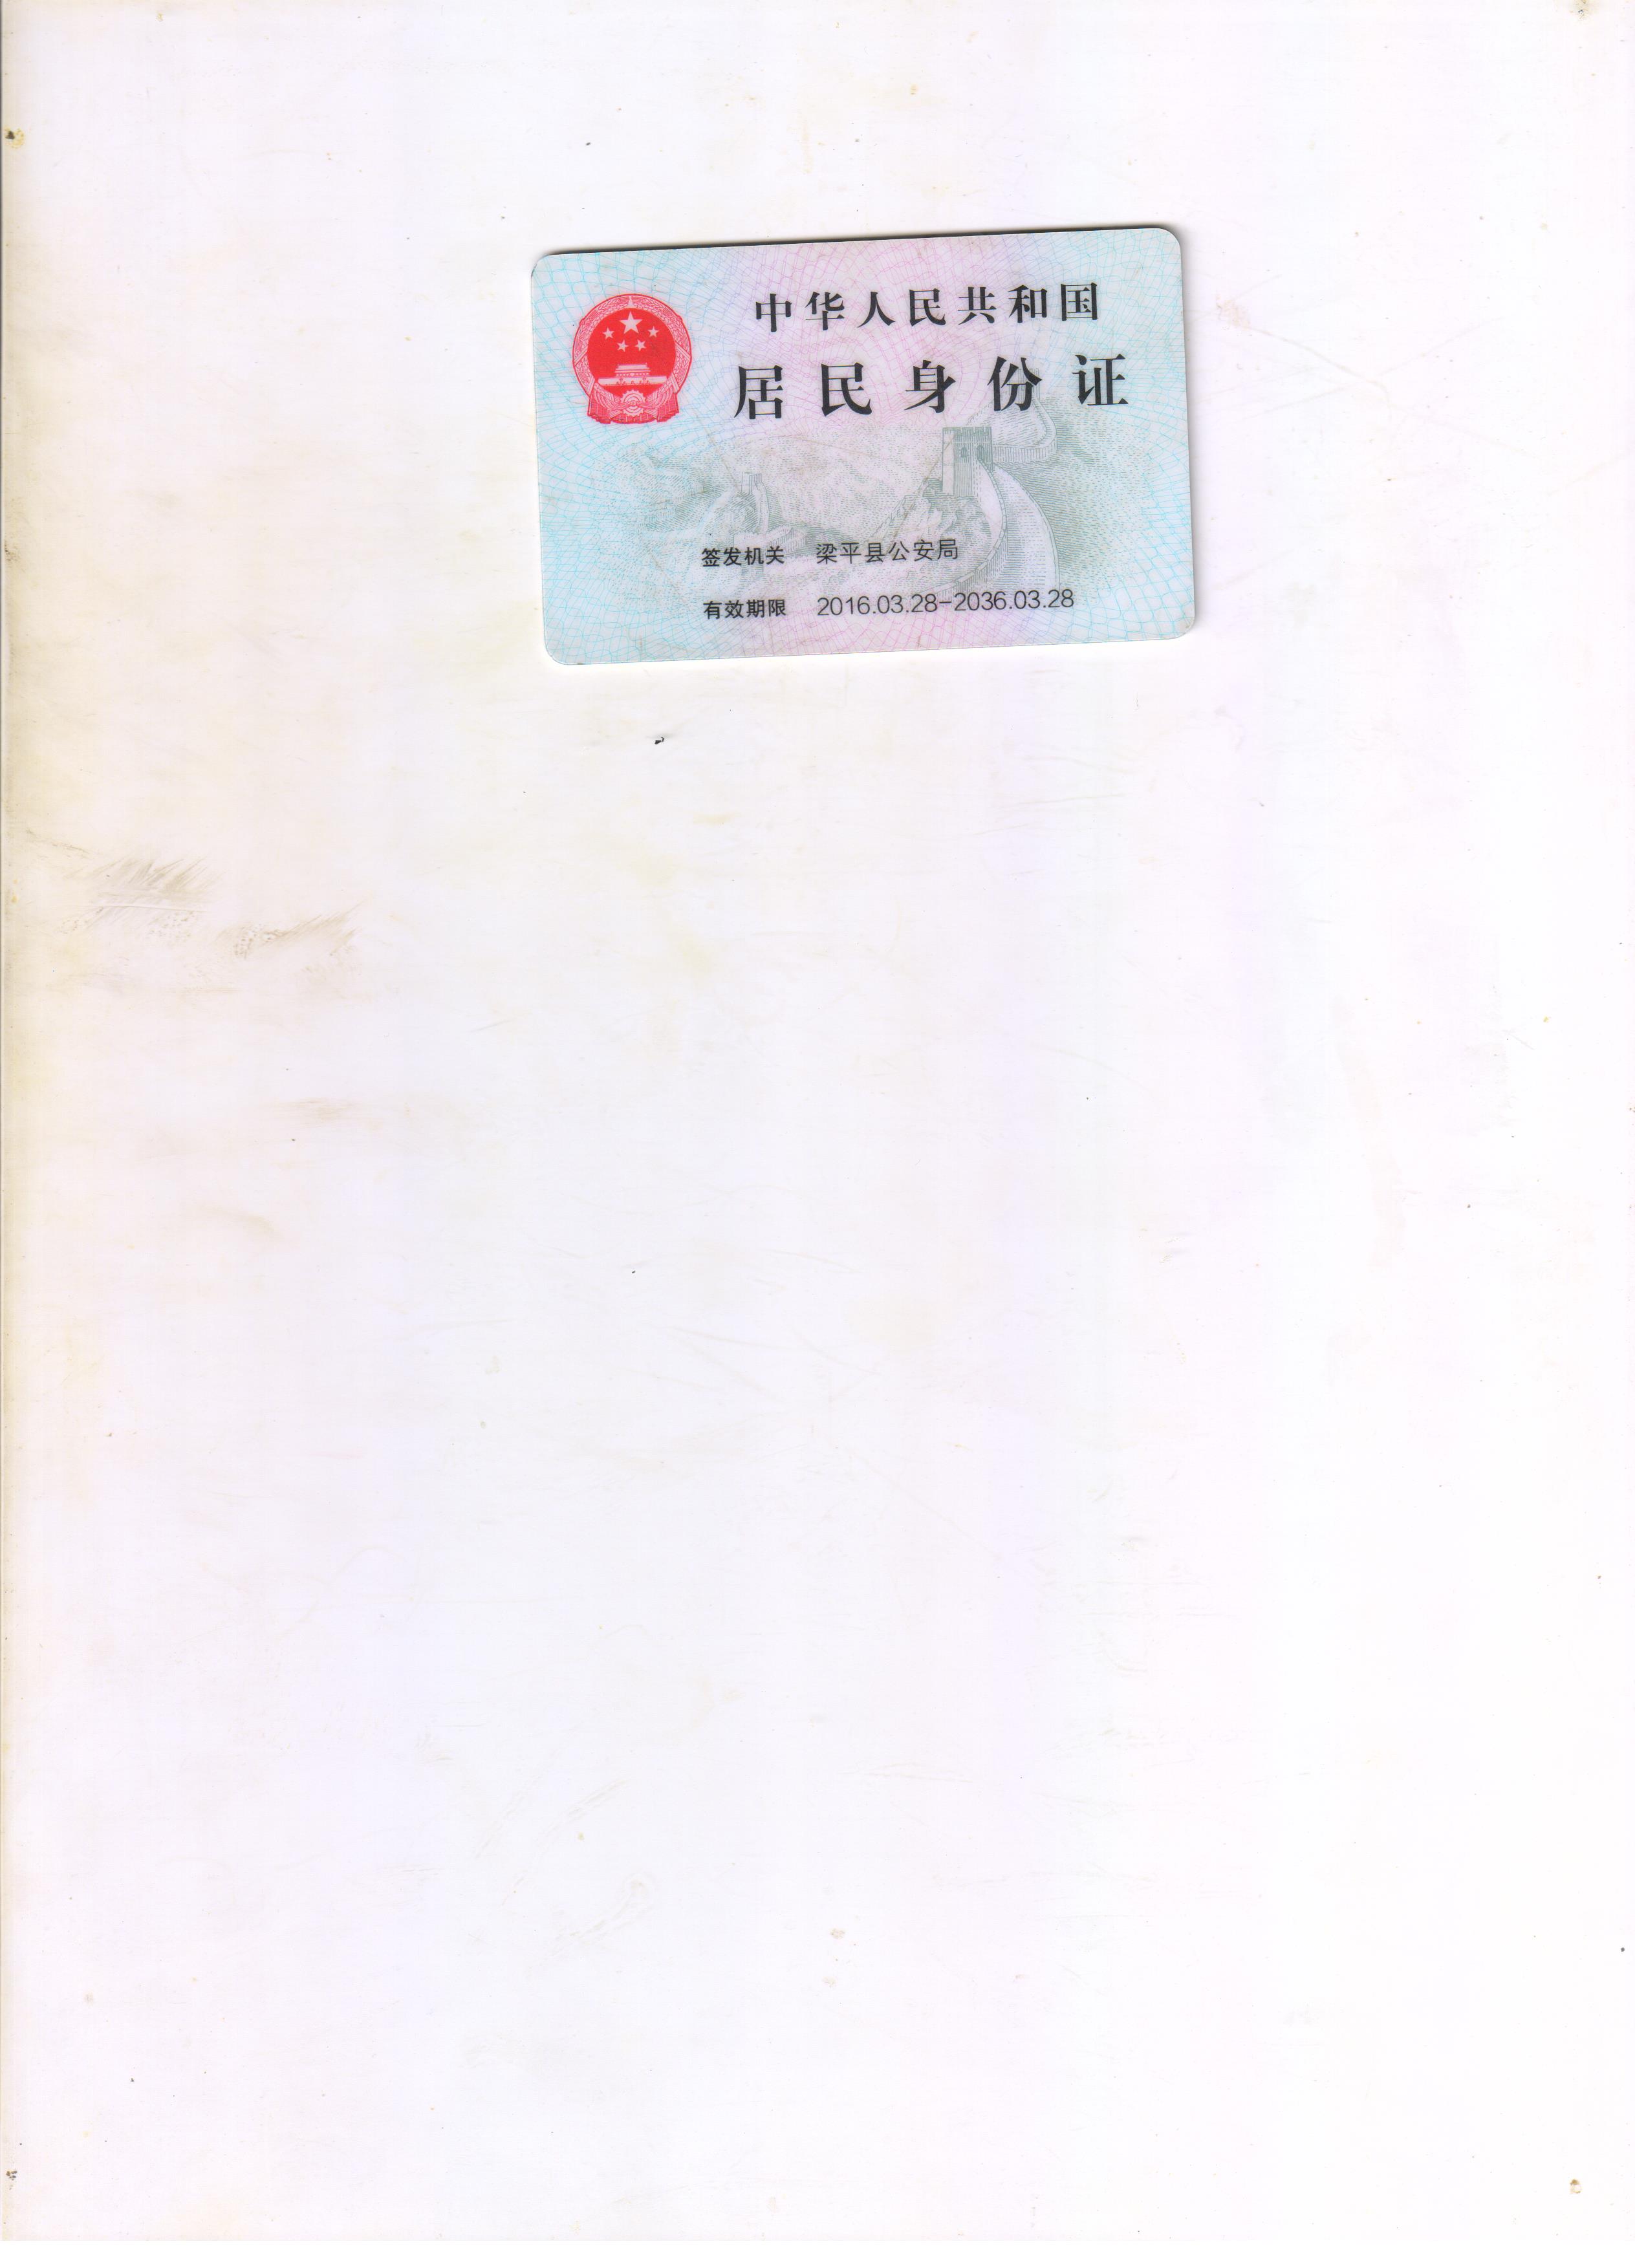 中华人民共和国
居民身份证
签发机关 梁平县公安局
有效期限 2016.03.28-2036.03.28